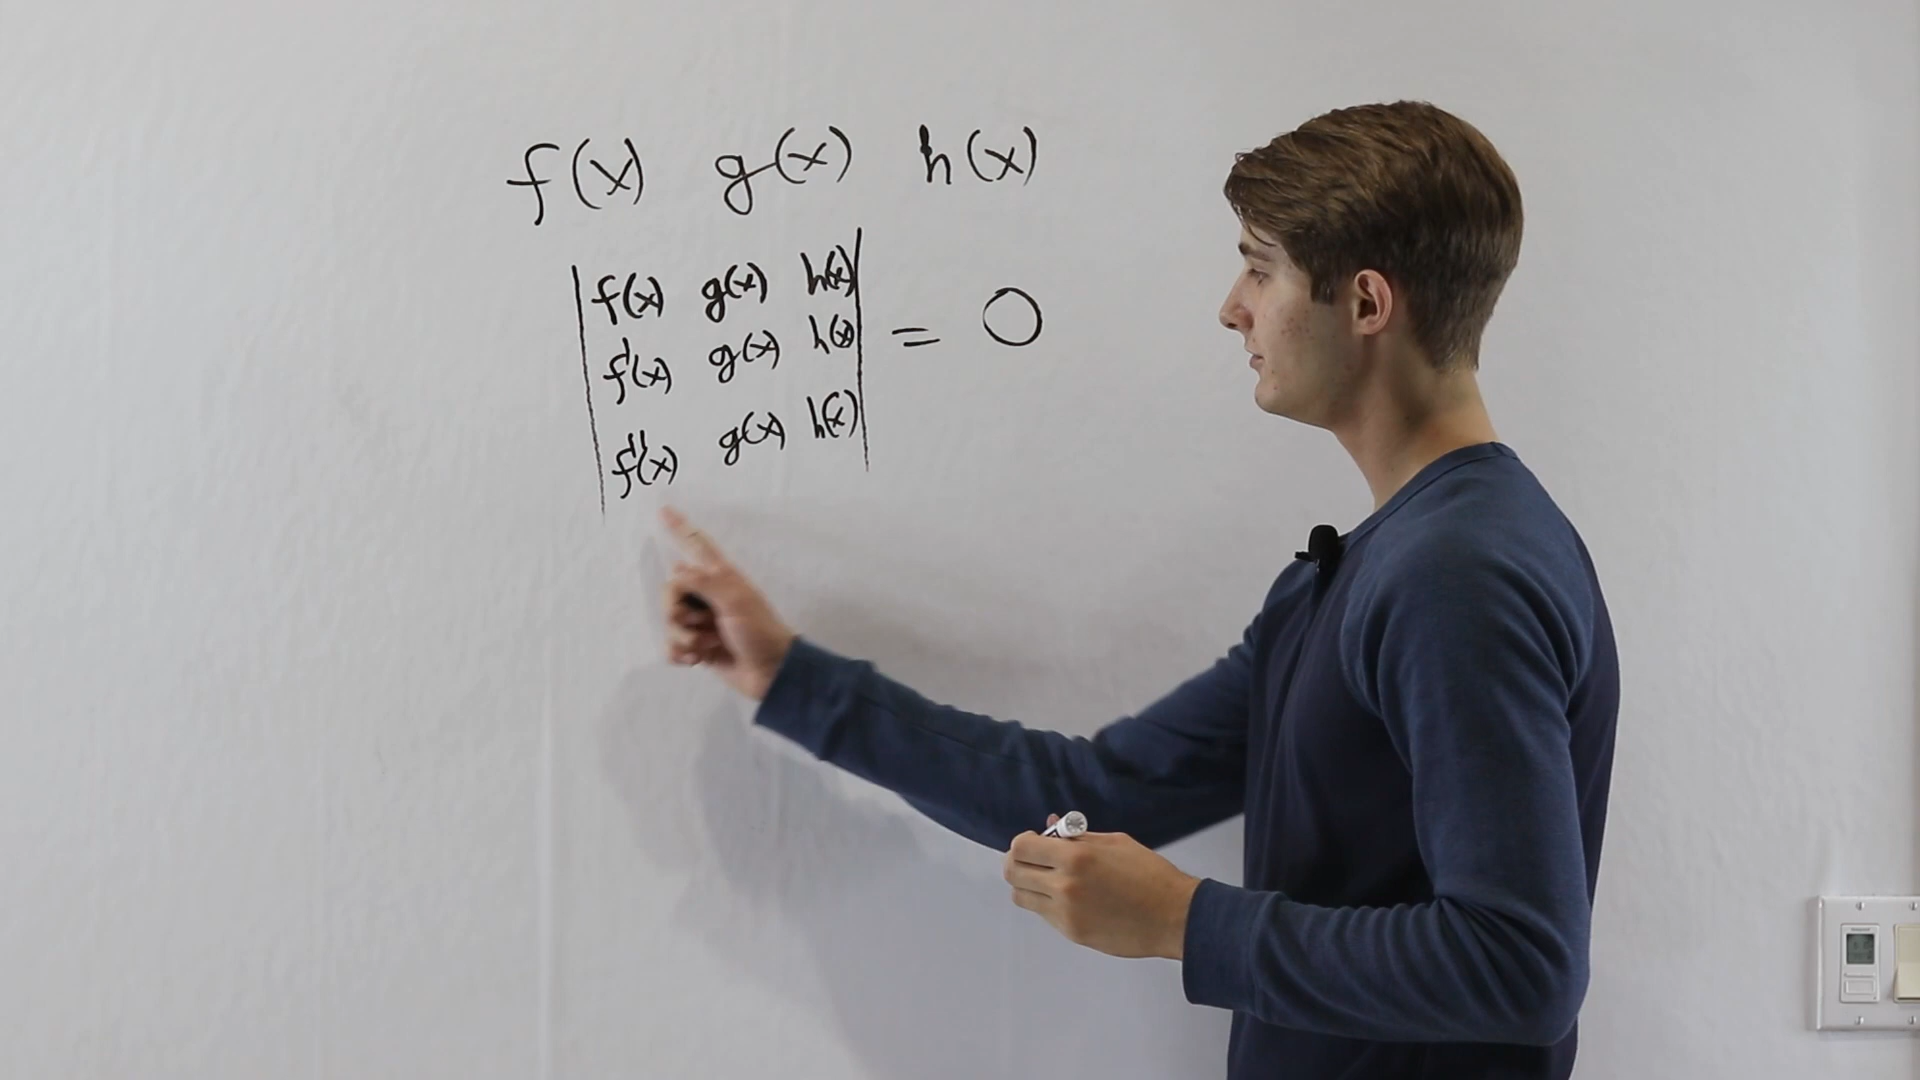 f(x) g(x) h(x)
|f(x) g(x) h(x)|
|f'(x) g(x) h(x)| = 0
|f''(x) g(x) h(x)|